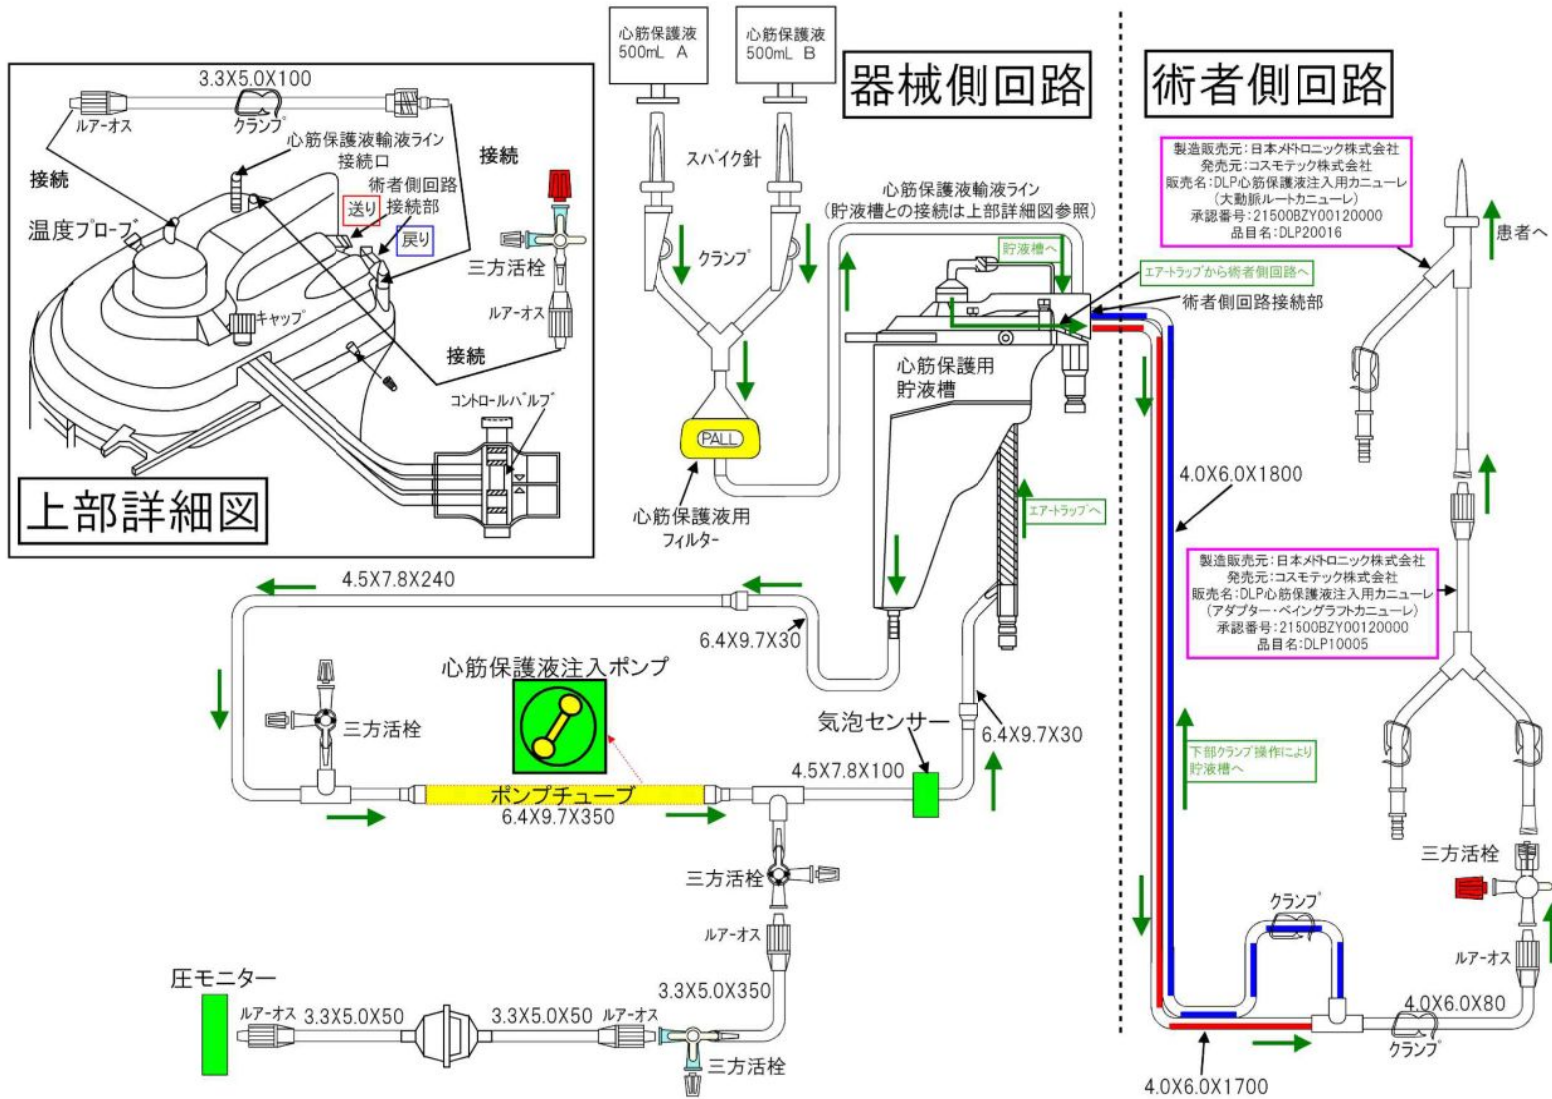 3.3X5.0X100
ルアーオス
クランプ
心筋保護液輸液ライン
接続口
接続
接続
術者側回路
接続部
送り
戻り
温度プローブ
三方活栓
ルアーオス
キャップ
接続
コントロールバルブ
上部詳細図
心筋保護液
500mL A
心筋保護液
500mL B
器械側回路
スパイク針
クランプ
心筋保護液輸液ライン
(貯液槽との接続は上部詳細図参照)
貯液槽へ
エアートラップから術者側回路へ
術者側回路接続部
心筋保護用
貯液槽
PALL
心筋保護液用
フィルター
エアートラップへ
4.5X7.8X240
6.4X9.7X30
心筋保護液注入ポンプ
三方活栓
気泡センサー
6.4X9.7X30
4.5X7.8X100
ポンプチューブ
6.4X9.7X350
三方活栓
ルアーオス
3.3X5.0X350
圧モニター
ルアーオス
3.3X5.0X50
3.3X5.0X50
ルアーオス
三方活栓
術者側回路
製造販売元:日本メドトロニック株式会社
発売元:コスモテック株式会社
販売名:DLP心筋保護液注入用カニューレ
(大動脈ルートカニューレ)
承認番号:21500BZY00120000
品目名:DLP20016
患者へ
4.0X6.0X1800
製造販売元:日本メドトロニック株式会社
発売元:コスモテック株式会社
販売名:DLP心筋保護液注入用カニューレ
(アダプター・ベイングラフトカニューレ)
承認番号:21500BZY00120000
品目名:DLP10005
下部クランプ操作により
貯液槽へ
三方活栓
クランプ
ルアーオス
4.0X6.0X80
クランプ
4.0X6.0X1700